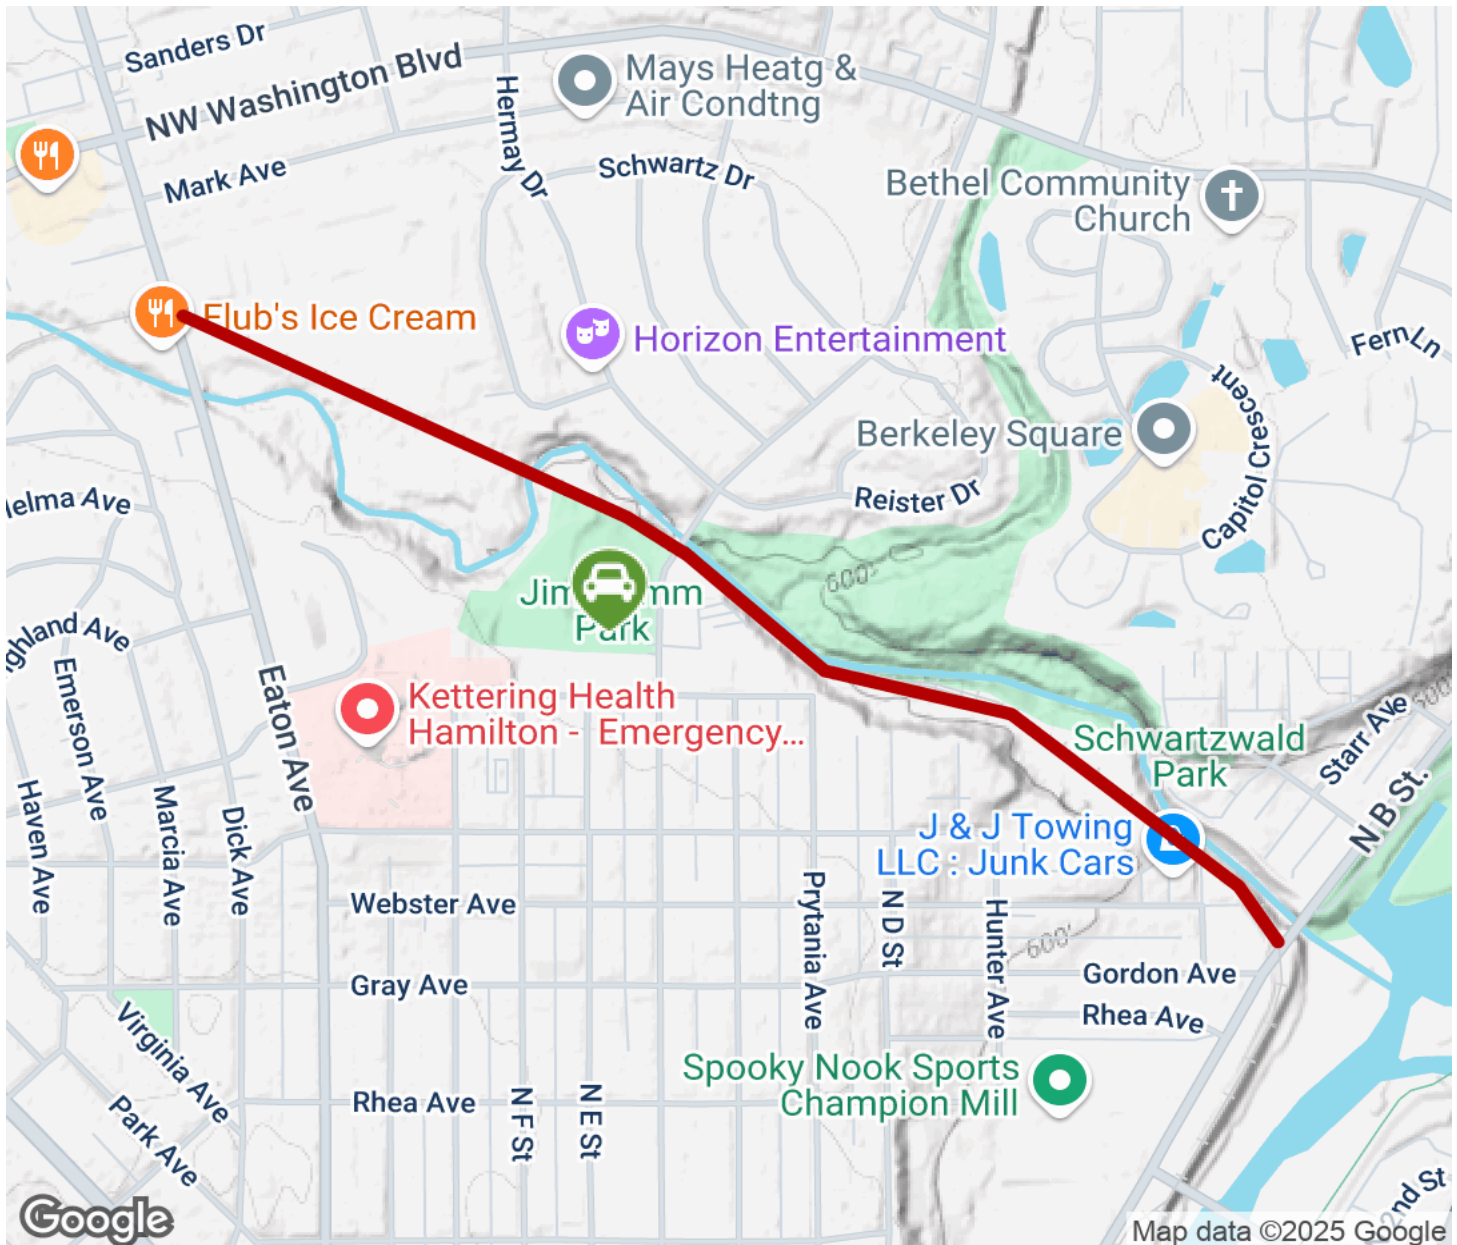 Sanders Dr
NW Washington Blvd
Mark Ave
Hermay Dr
Mays Heatg &
Air Condtng
Schwartz Dr
Bethel Community
Church
Flub's Ice Cream
Horizon Entertainment
Fern Ln
Berkeley Square
Capitol Crescent
Reister Dr
elma Ave
600'
Park
ghland Ave
Emerson Ave
Eaton Ave
Kettering Health
Hamilton - Emergency...
Schwartzwald
Park
Starr Ave
600'
N B St.
Haven Ave
Marcia Ave
Dick Ave
J & J Towing
LLC : Junk Cars
Webster Ave
Prytania Ave
N D St
Hunter Ave
600'
Gray Ave
Gordon Ave
Rhea Ave
Virginia Ave
Park Ave
Rhea Ave
N F St
N E St
Spooky Nook Sports
Champion Mill
2nd St
Google
Map data ©2025 Google